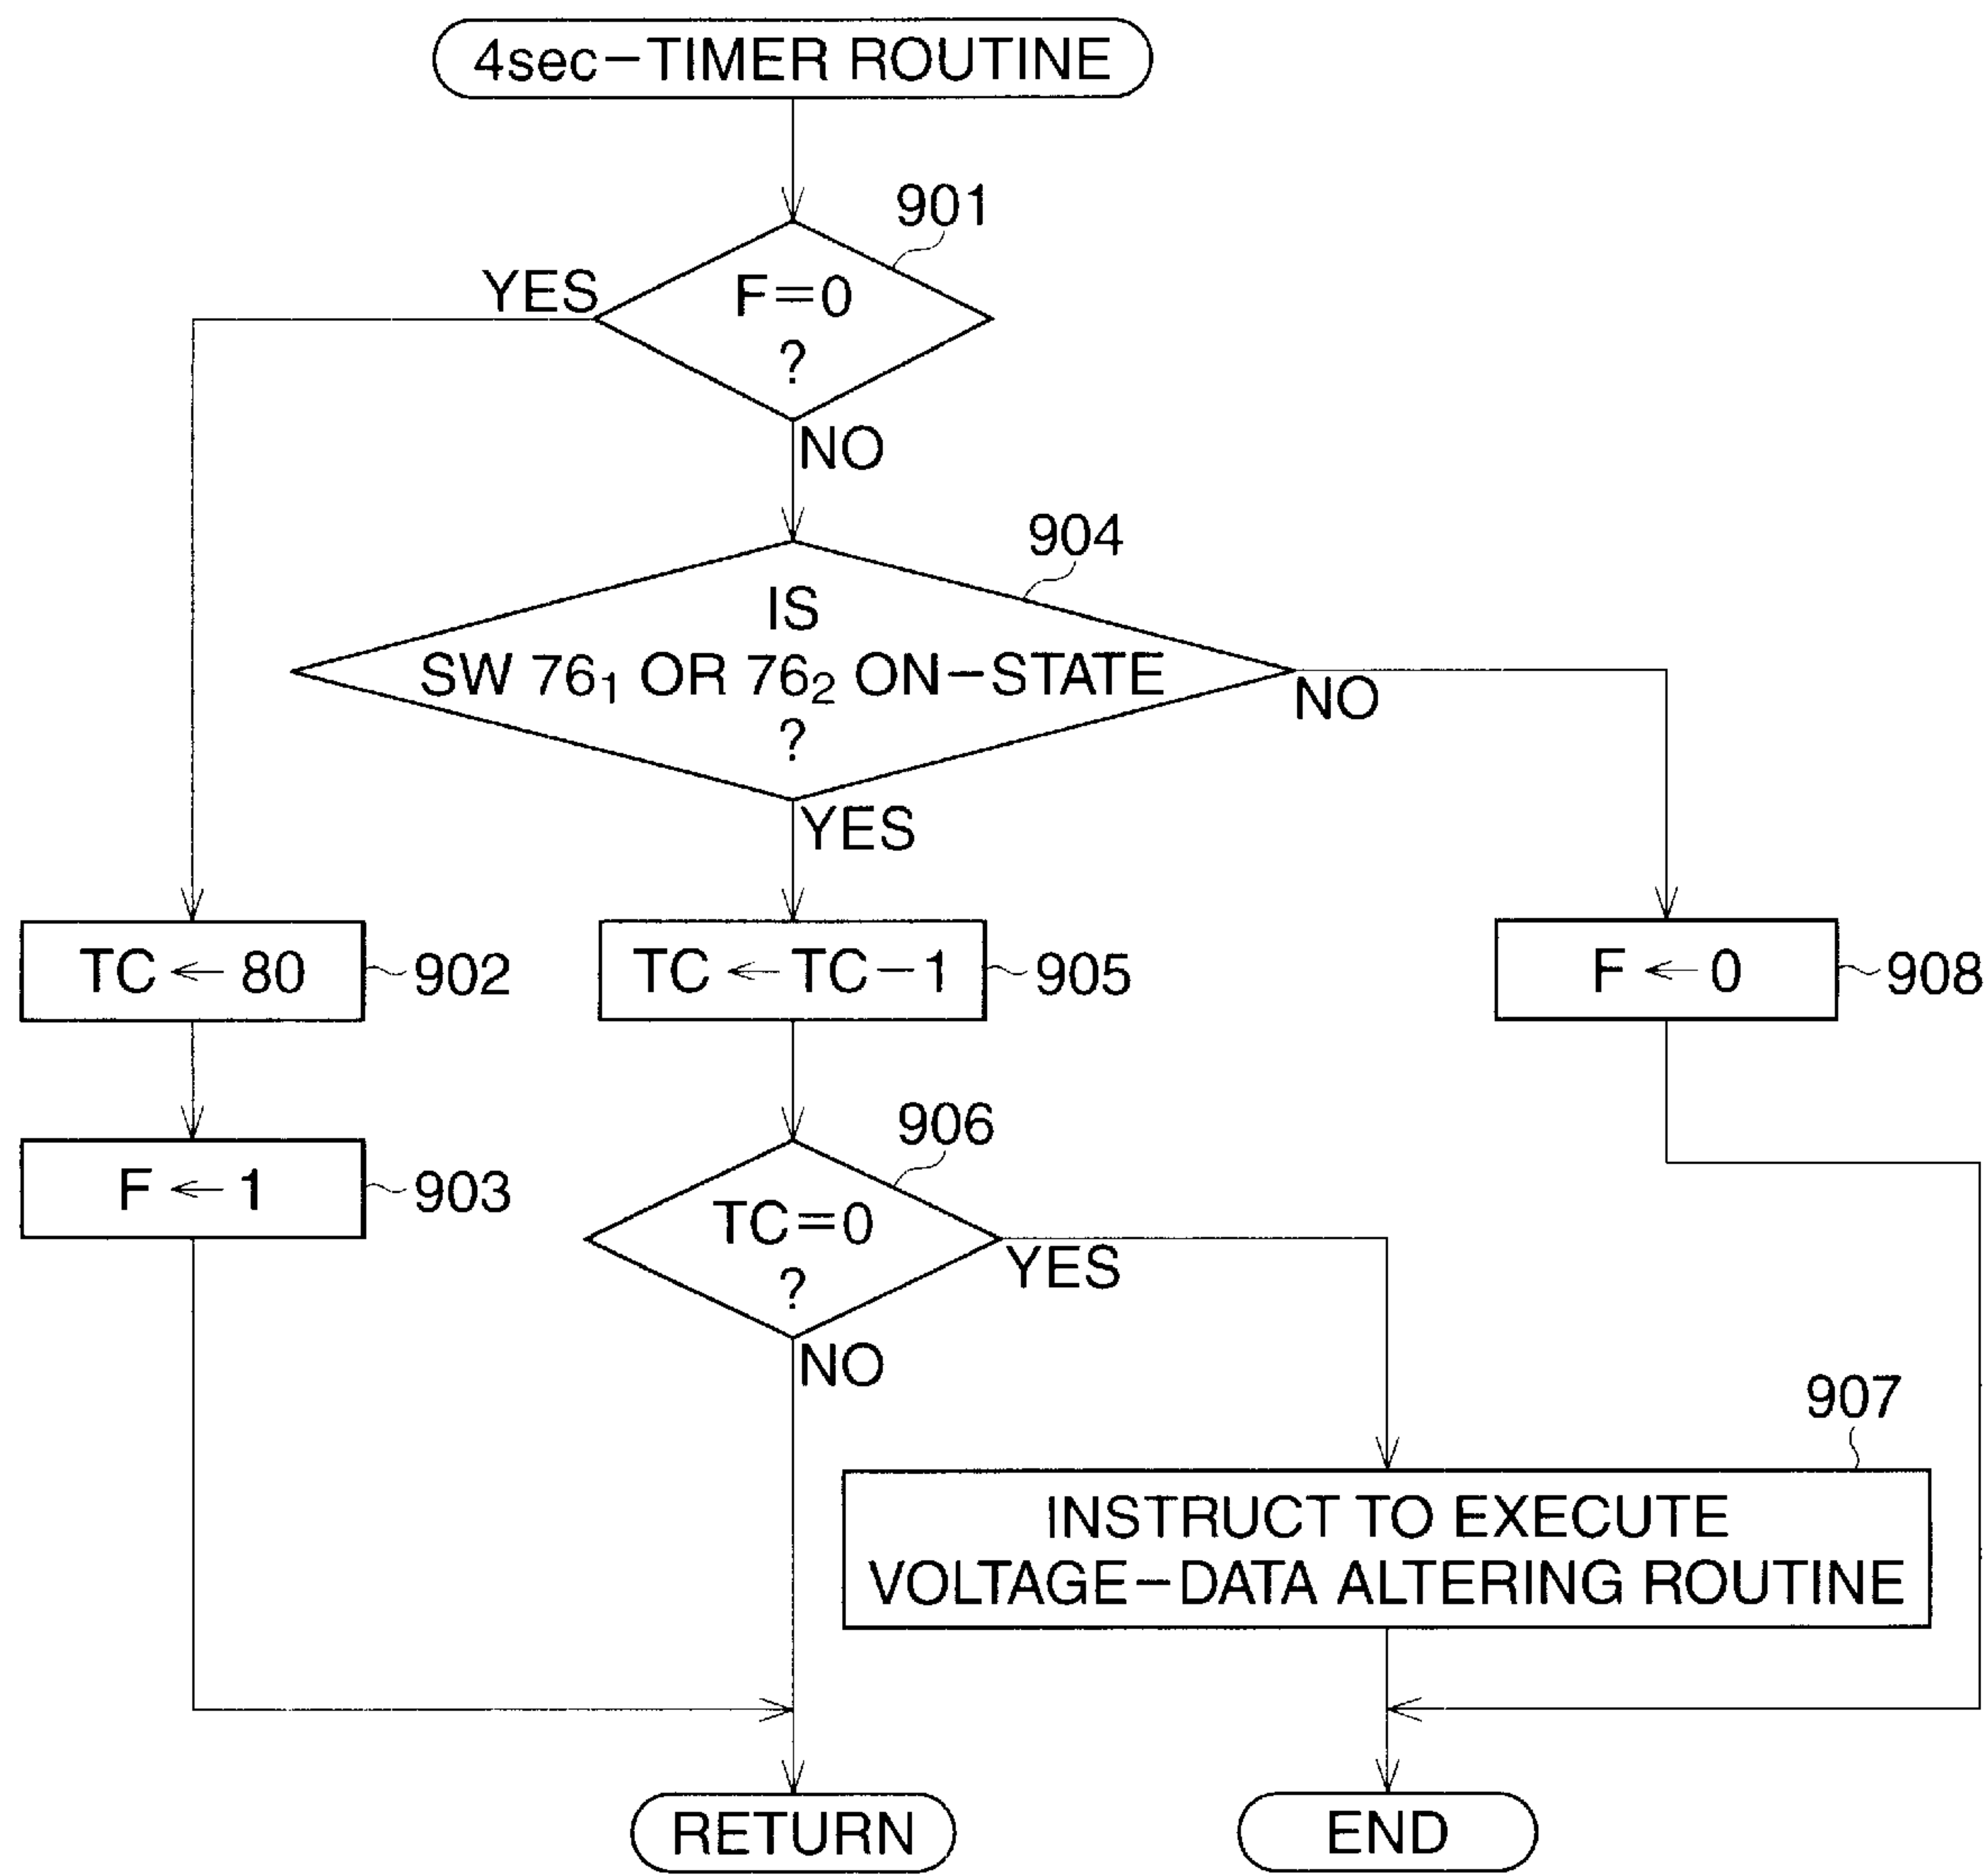 4sec-TIMER ROUTINE
901
YES
F=0
?
NO
904
IS
SW 76₁ OR 76₂ ON-STATE
?
NO
YES
TC ← 80
902
TC ← TC-1
905
F ← 0
908
F ← 1
903
906
TC=0
?
YES
NO
907
INSTRUCT TO EXECUTE
VOLTAGE-DATA ALTERING ROUTINE
RETURN
END